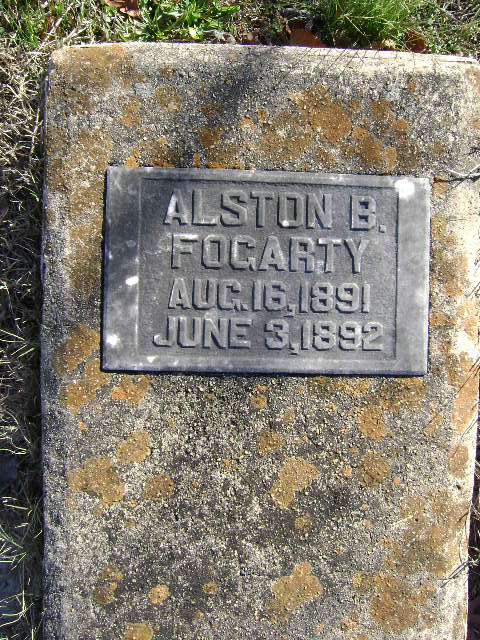 ALSTON B.
FOGARTY
AUG. 16, 1891
JUNE 3, 1892